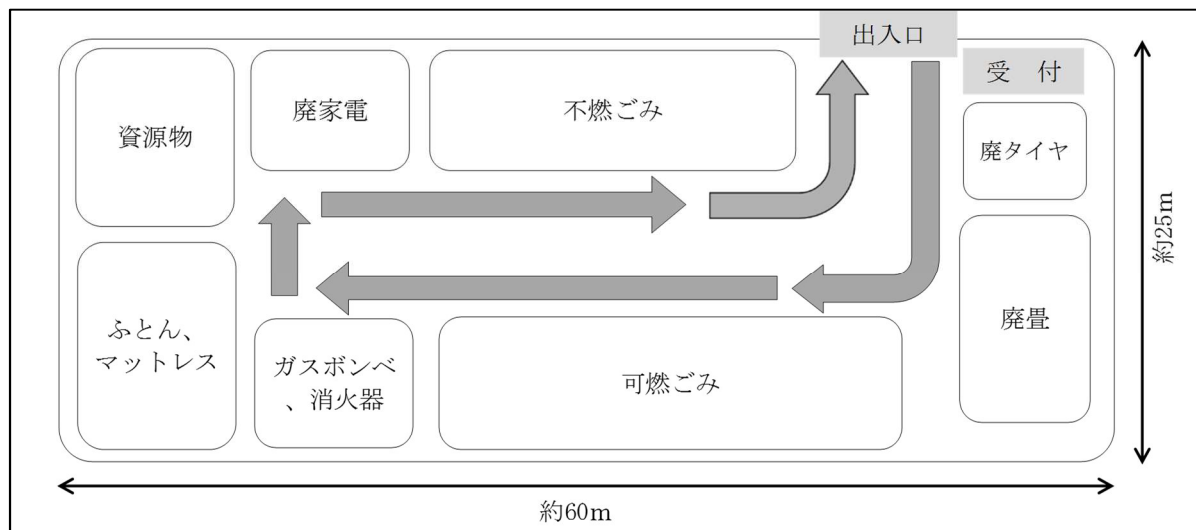 出入口
受　付
資源物
廃家電
不燃ごみ
廃タイヤ
ふとん、
マットレス
ガスボンベ
、消火器
可燃ごみ
廃畳
約25m
約60m